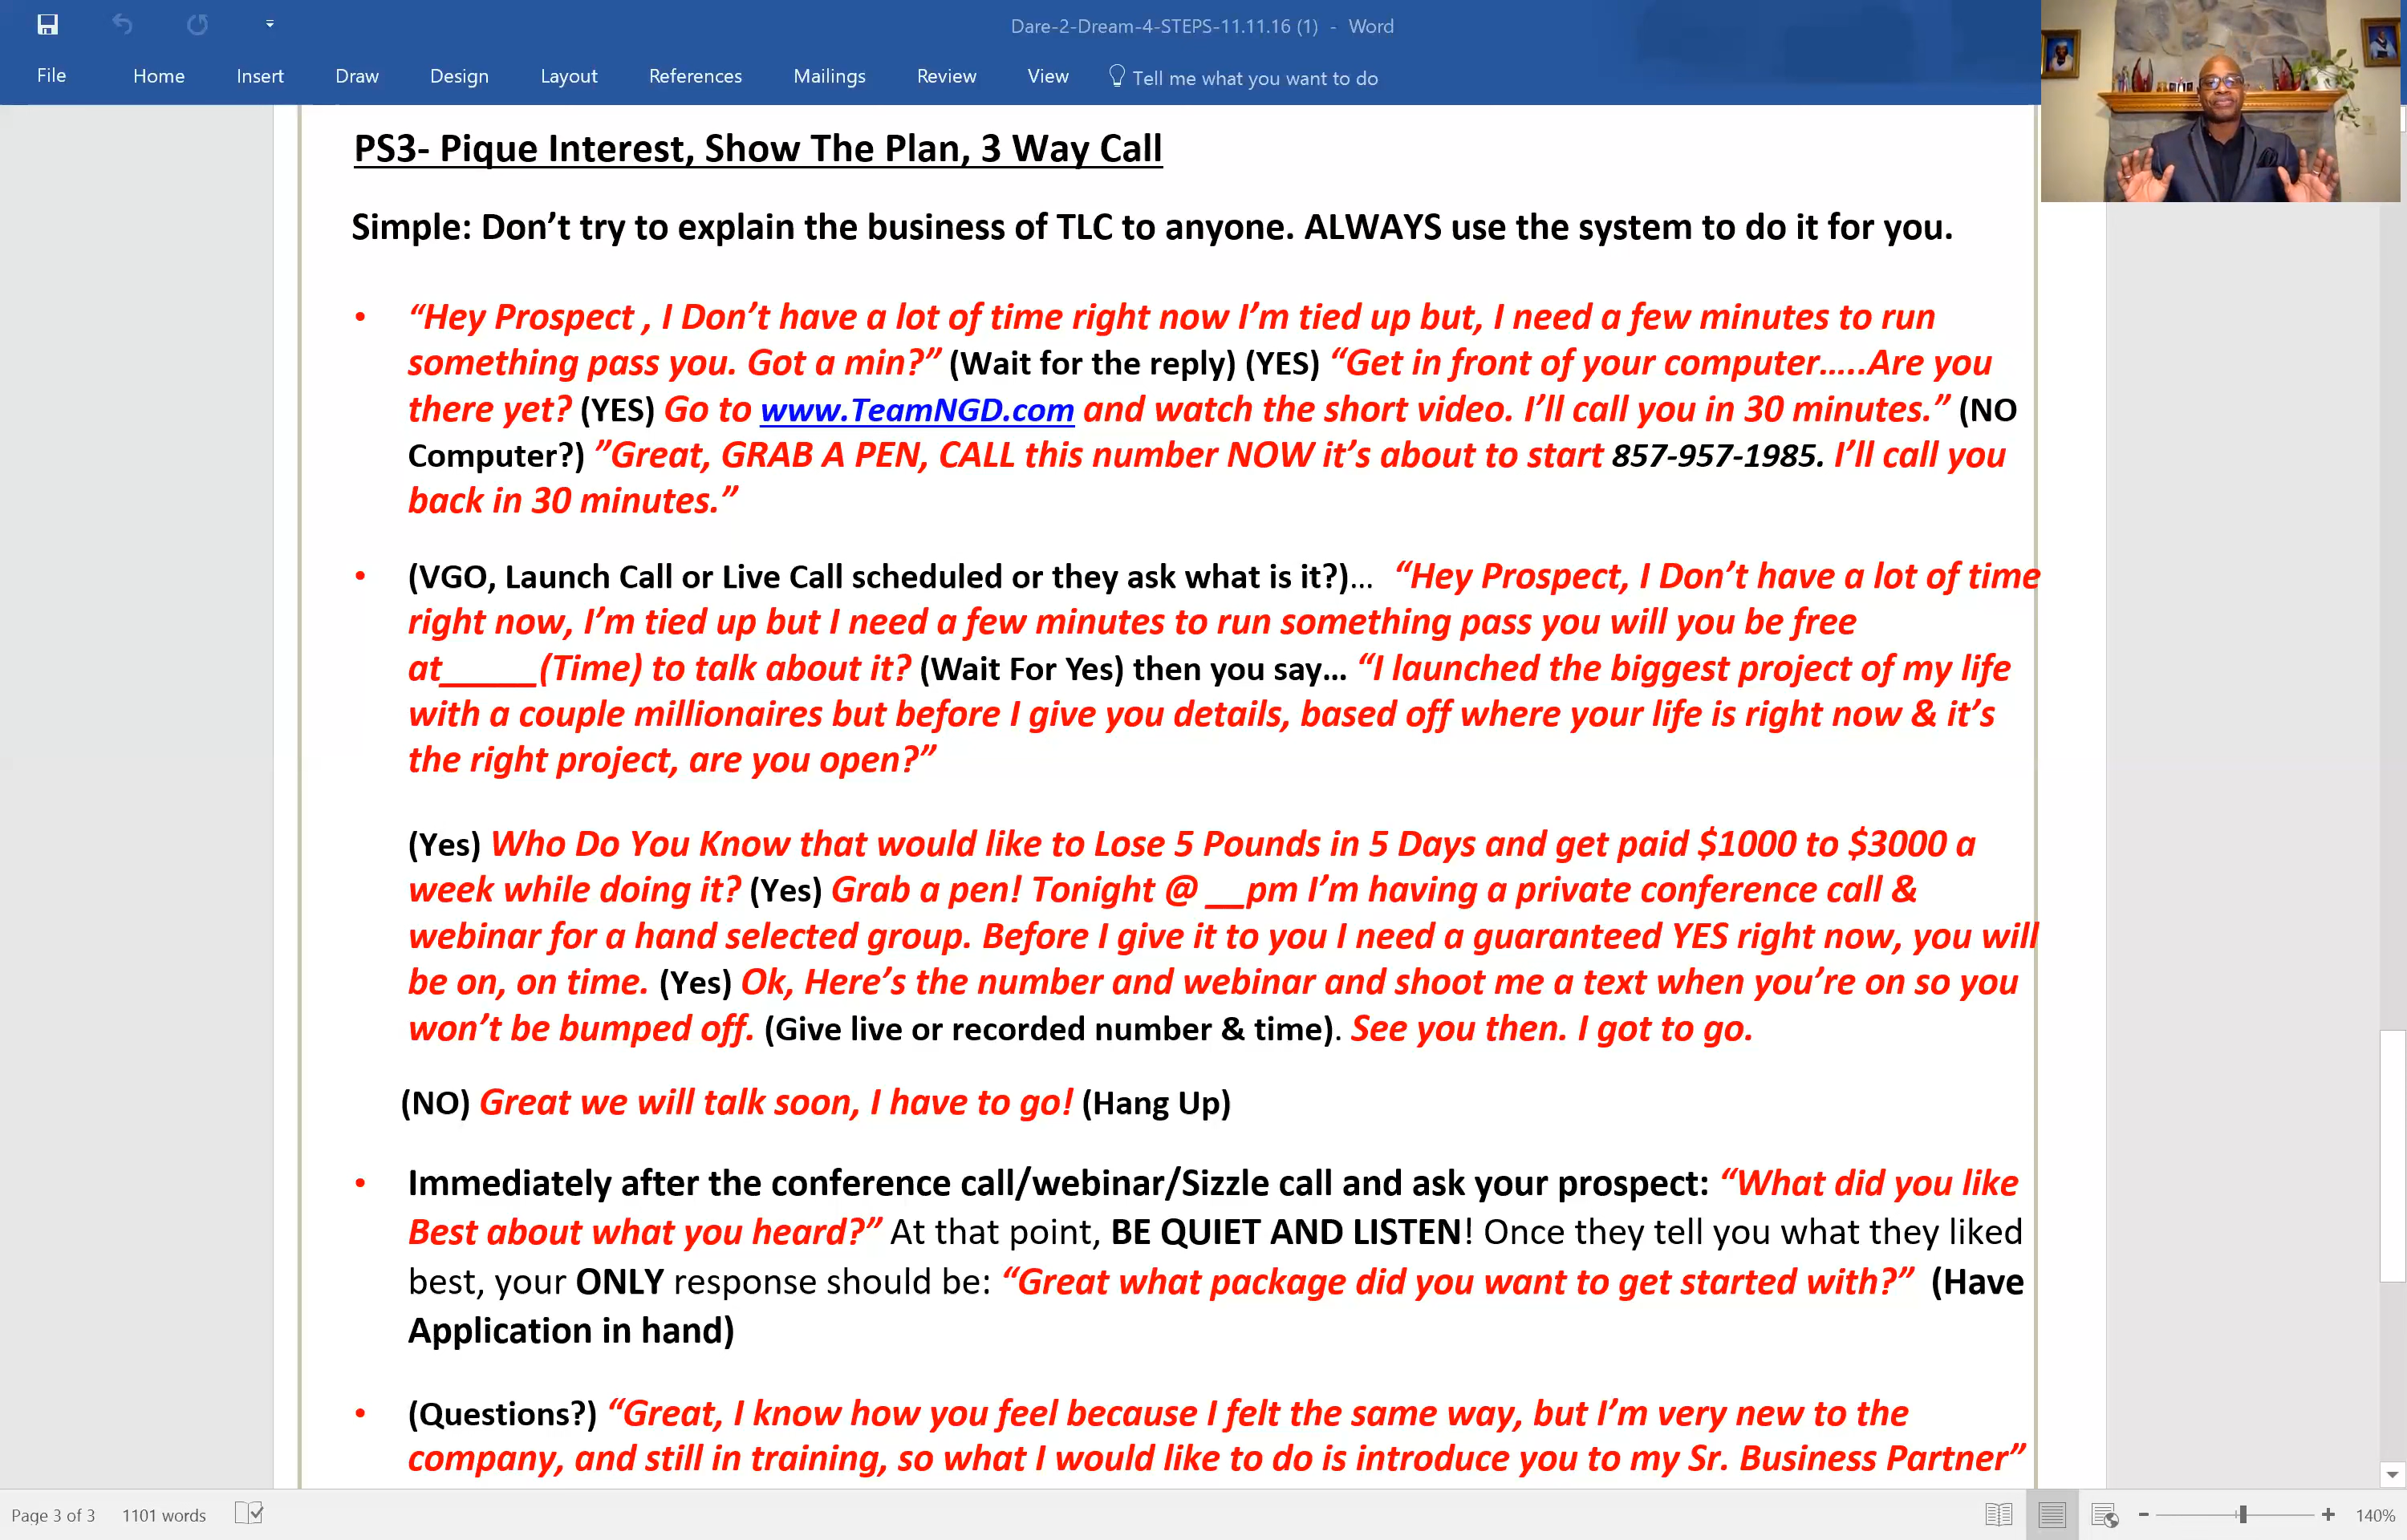 Dare-2-Dream-4-STEPS-11.11.16 (1) - Word
File Home Insert Draw Design Layout References Mailings Review View Tell me what you want to do
PS3- Pique Interest, Show The Plan, 3 Way Call
Simple: Don’t try to explain the business of TLC to anyone. ALWAYS use the system to do it for you.
• “Hey Prospect , I Don’t have a lot of time right now I’m tied up but, I need a few minutes to run
something pass you. Got a min?” (Wait for the reply) (YES) “Get in front of your computer…..Are you
there yet? (YES) Go to www.TeamNGD.com and watch the short video. I’ll call you in 30 minutes.” (NO
Computer?) ”Great, GRAB A PEN, CALL this number NOW it’s about to start 857-957-1985. I’ll call you
back in 30 minutes.”
• (VGO, Launch Call or Live Call scheduled or they ask what is it?)… “Hey Prospect, I Don’t have a lot of time
right now, I’m tied up but I need a few minutes to run something pass you will you be free
at_____(Time) to talk about it? (Wait For Yes) then you say… “I launched the biggest project of my life
with a couple millionaires but before I give you details, based off where your life is right now & it’s
the right project, are you open?”
(Yes) Who Do You Know that would like to Lose 5 Pounds in 5 Days and get paid $1000 to $3000 a
week while doing it? (Yes) Grab a pen! Tonight @ __pm I’m having a private conference call &
webinar for a hand selected group. Before I give it to you I need a guaranteed YES right now, you will
be on, on time. (Yes) Ok, Here’s the number and webinar and shoot me a text when you’re on so you
won’t be bumped off. (Give live or recorded number & time). See you then. I got to go.
(NO) Great we will talk soon, I have to go! (Hang Up)
• Immediately after the conference call/webinar/Sizzle call and ask your prospect: “What did you like
Best about what you heard?” At that point, BE QUIET AND LISTEN! Once they tell you what they liked
best, your ONLY response should be: “Great what package did you want to get started with?” (Have
Application in hand)
• (Questions?) “Great, I know how you feel because I felt the same way, but I’m very new to the
company, and still in training, so what I would like to do is introduce you to my Sr. Business Partner”
Page 3 of 3 1101 words 140%